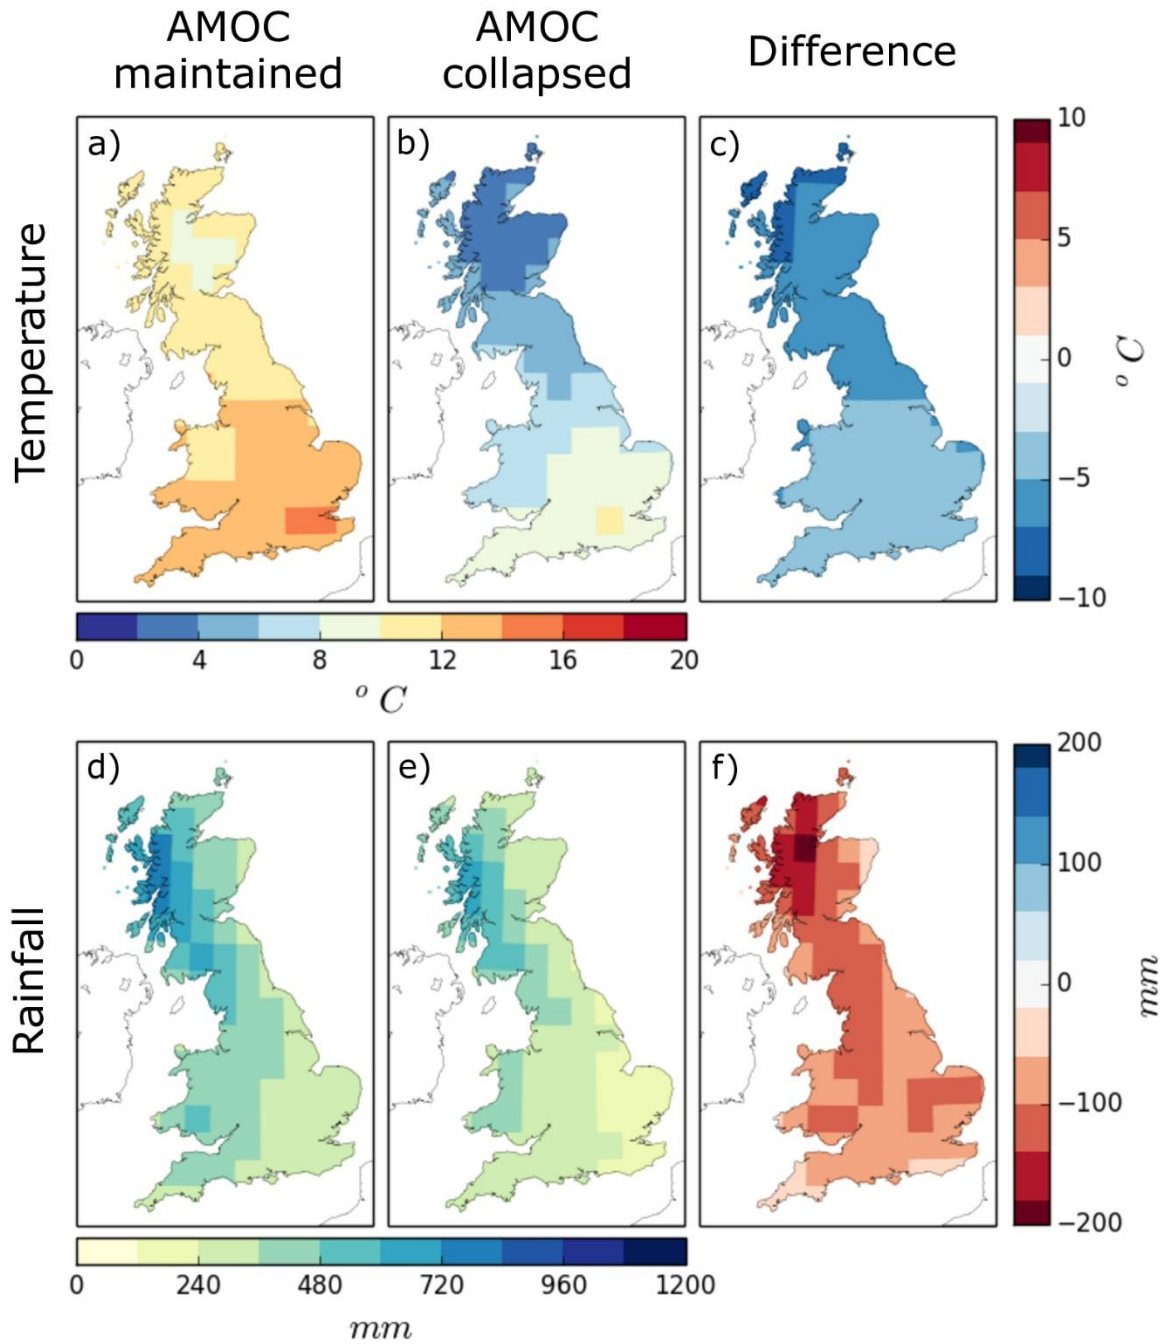 AMOC
maintained
AMOC
collapsed
Difference
Temperature
a)
b)
c)
10
5
0
−5
−10
° C
0 4 8 12 16 20
° C
Rainfall
d)
e)
f)
200
100
0
−100
−200
mm
0 240 480 720 960 1200
mm